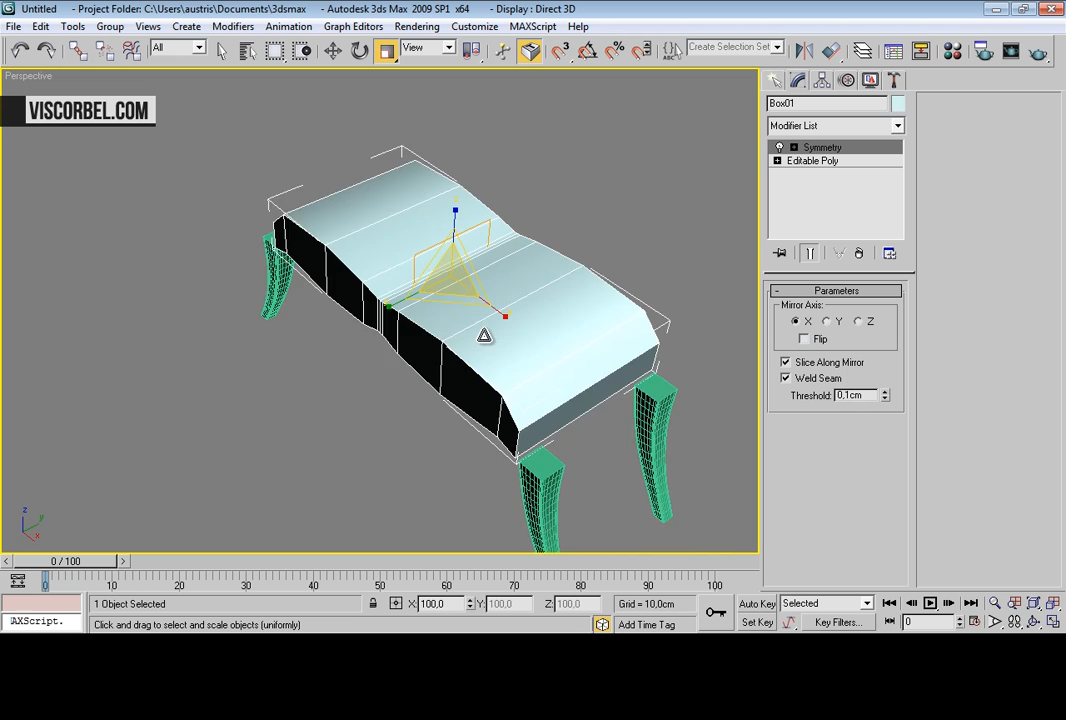 Untitled - Project Folder: C:\Users\austris\Documents\3dsmax - Autodesk 3ds Max 2009 SP1 x64 - Display : Direct 3D
File Edit Tools Group Views Create Modifiers Animation Graph Editors Rendering Customize MAXScript Help
All View 3 Create Selection Set
Perspective
VISCORBEL.COM
Box01
Modifier List
Symmetry
Editable Poly
- Parameters
Mirror Axis:
X Y Z
Flip
Slice Along Mirror
Weld Seam
Threshold: 0,1cm
z
y
x
0 / 100
0 10 20 30 40 50 60 70 80 90 100
1 Object Selected X: 100,0 Y: 100,0 Z: 100,0 Grid = 10,0cm Auto Key Selected
AXScript. Click and drag to select and scale objects (uniformly) Add Time Tag Set Key Key Filters... 0